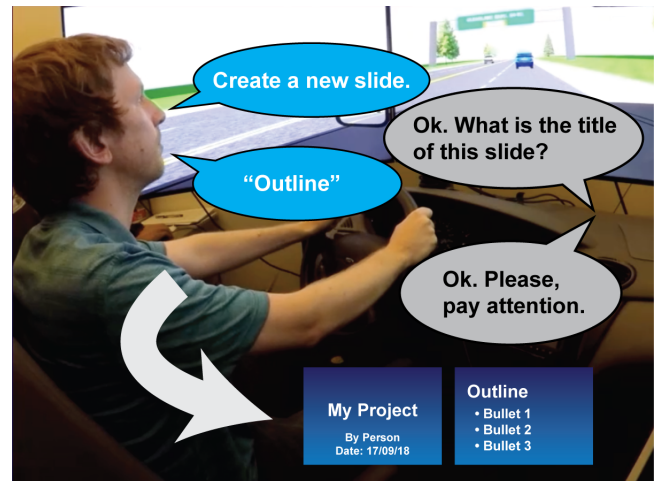 Create a new slide.
Ok. What is the title
of this slide?
“Outline”
Ok. Please,
pay attention.
My Project
By Person
Date: 17/09/18
Outline
• Bullet 1
• Bullet 2
• Bullet 3